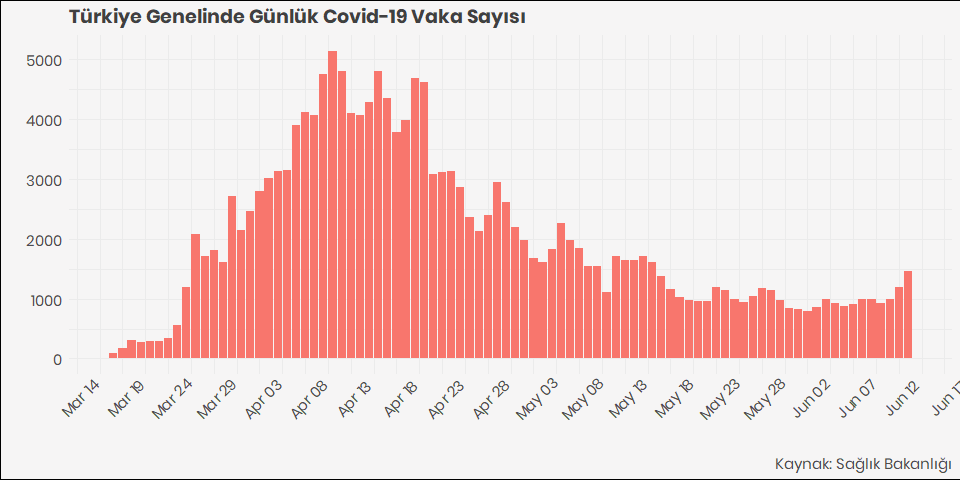 Türkiye Genelinde Günlük Covid-19 Vaka Sayısı
5000
4000
3000
2000
1000
0
Mar 14
Mar 19
Mar 24
Mar 29
Apr 03
Apr 08
Apr 13
Apr 18
Apr 23
Apr 28
May 03
May 08
May 13
May 18
May 23
May 28
Jun 02
Jun 07
Jun 12
Jun 17
Kaynak: Sağlık Bakanlığı